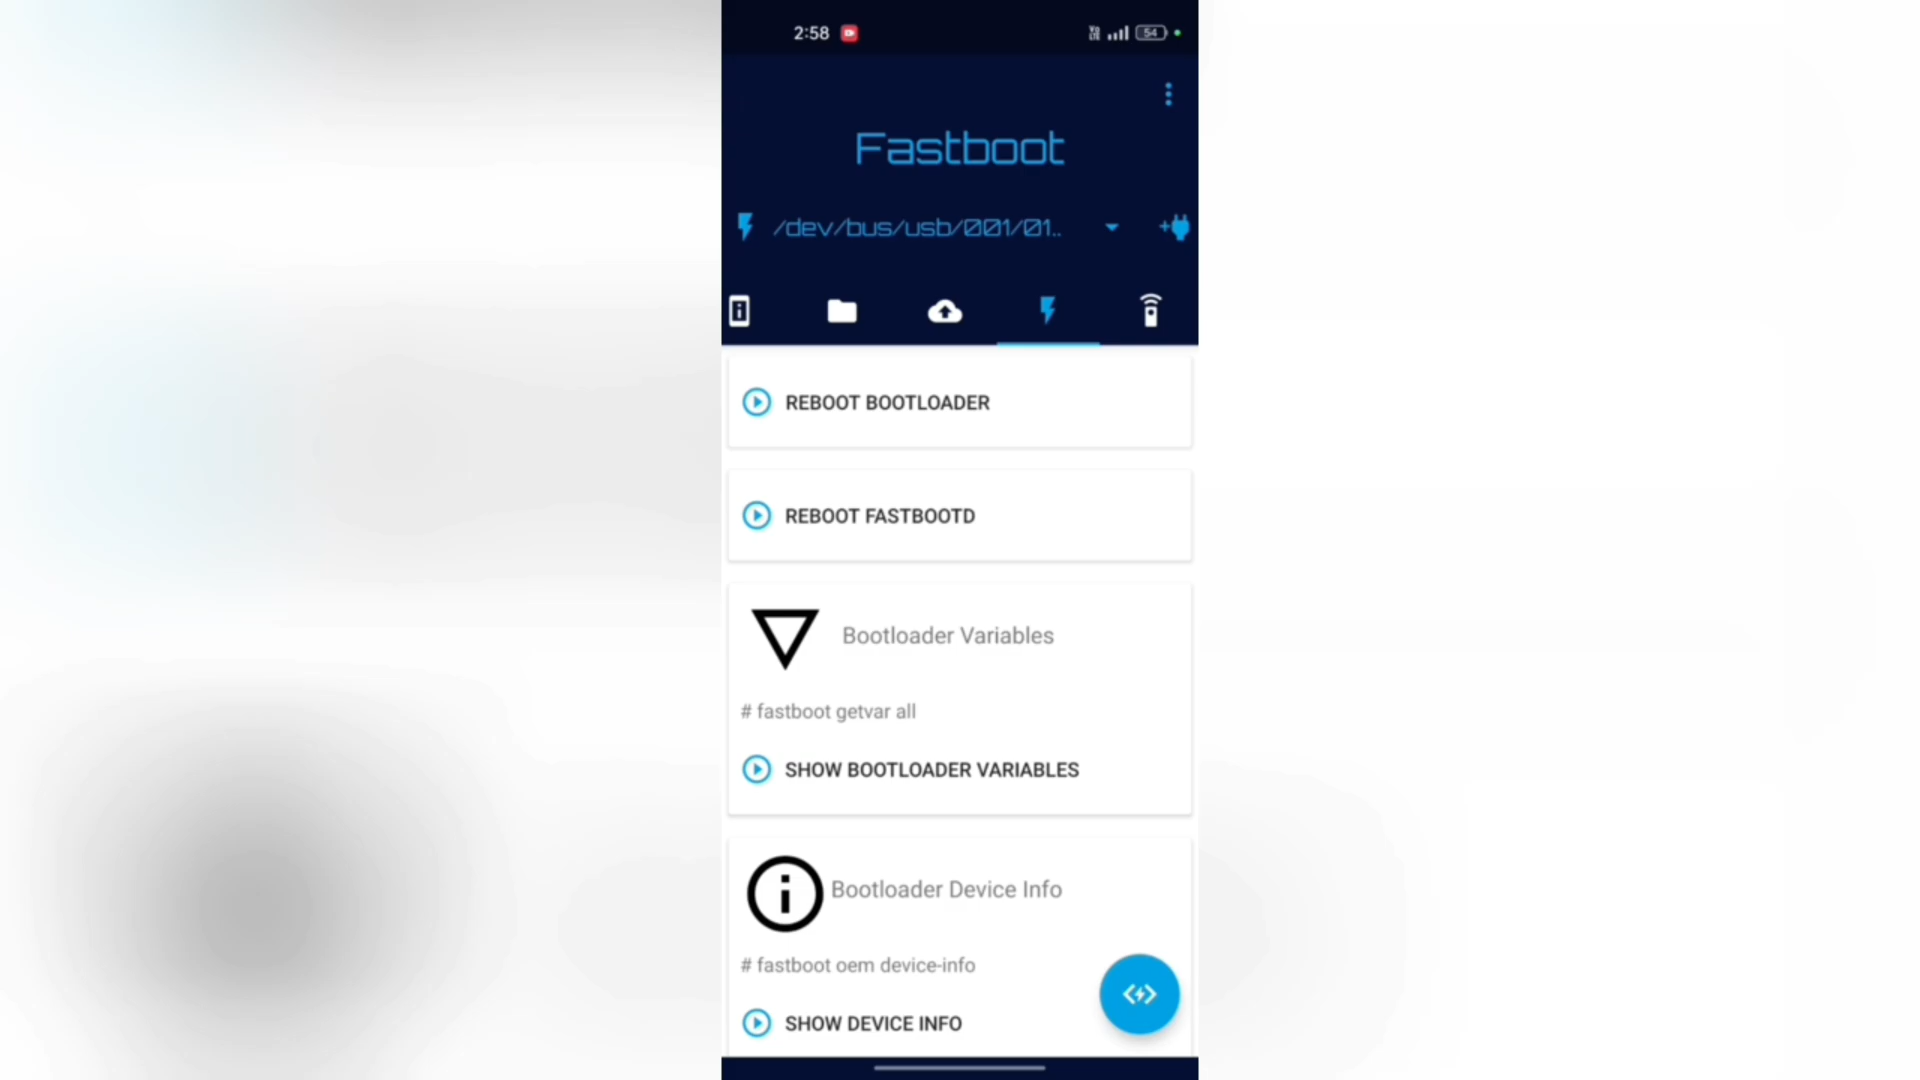 2:58 54
Fastboot
/dev/bus/usb/001/01..
REBOOT BOOTLOADER
REBOOT FASTBOOTD
Bootloader Variables
# fastboot getvar all
SHOW BOOTLOADER VARIABLES
Bootloader Device Info
# fastboot oem device-info
SHOW DEVICE INFO